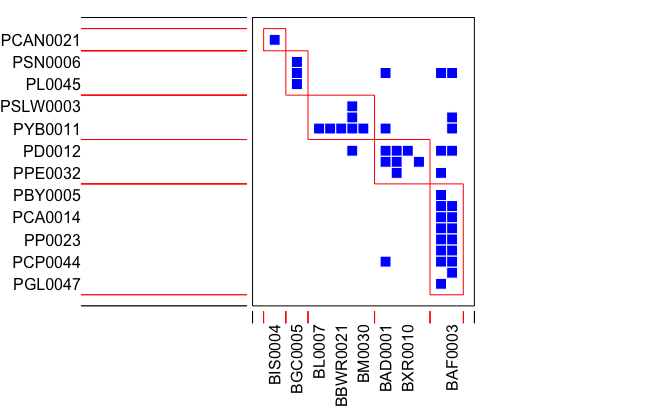 PCAN0021
PSN0006
PL0045
PSLW0003
PYB0011
PD0012
PPE0032
PBY0005
PCA0014
PP0023
PCP0044
PGL0047
BIS0004
BGC0005
BL0007
BBWR0021
BM0030
BAD0001
BXR0010
BAF0003